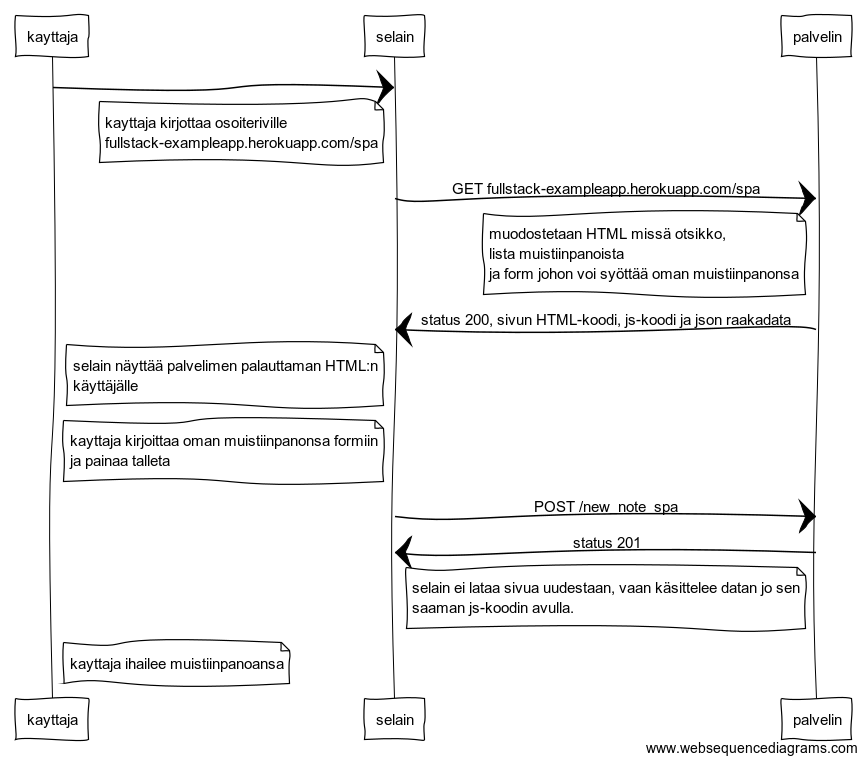 kayttaja selain palvelin
kayttaja kirjottaa osoiteriville
fullstack-exampleapp.herokuapp.com/spa
GET fullstack-exampleapp.herokuapp.com/spa
muodostetaan HTML missä otsikko,
lista muistiinpanoista
ja form johon voi syöttää oman muistiinpanonsa
status 200, sivun HTML-koodi, js-koodi ja json raakadata
selain näyttää palvelimen palauttaman HTML:n
käyttäjälle
kayttaja kirjoittaa oman muistiinpanonsa formiin
ja painaa talleta
POST /new_note_spa
status 201
selain ei lataa sivua uudestaan, vaan käsittelee datan jo sen
saaman js-koodin avulla.
kayttaja ihailee muistiinpanoansa
kayttaja selain palvelin
www.websequencediagrams.com